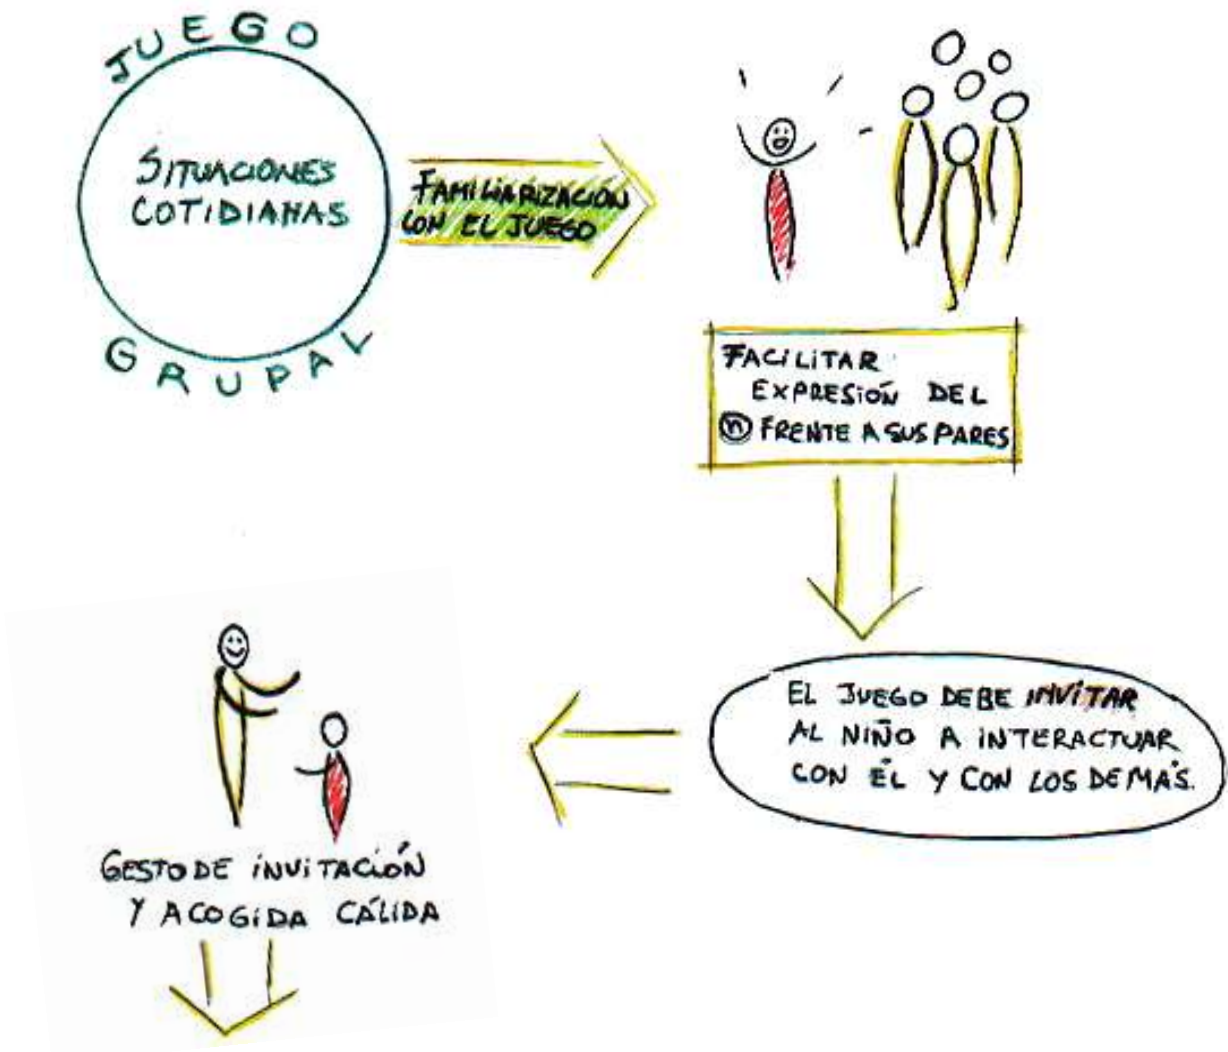 JUEGO
SITUACIONES
COTIDIANAS
GRUPAL
FAMILIARIZACIÓN
CON EL JUEGO
FACILITAR
EXPRESIÓN DEL
ⓝ FRENTE A SUS PARES
EL JUEGO DEBE INVITAR
AL NIÑO A INTERACTUAR
CON ÉL Y CON LOS DEMÁS.
GESTO DE INVITACIÓN
Y ACOGIDA CÁLIDA